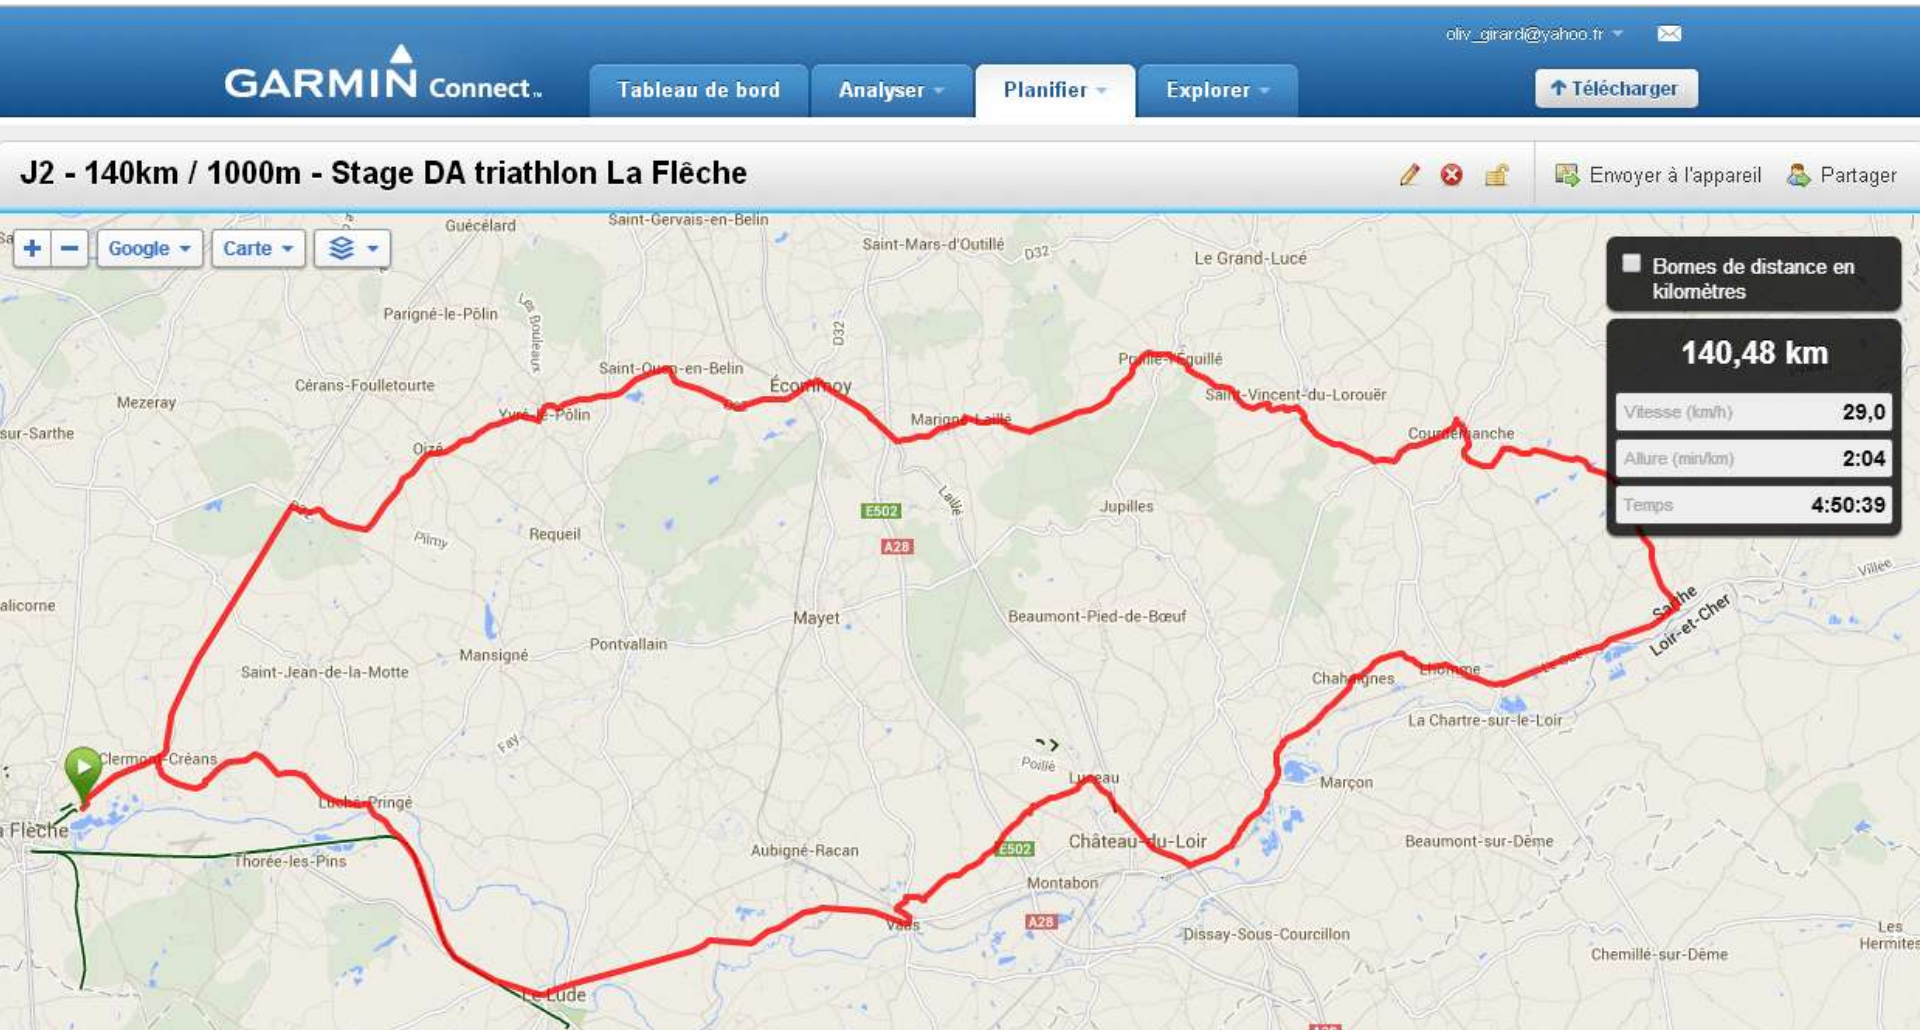 oliv_girard@yahoo.fr
GARMIN Connect™
Tableau de bord
Analyser
Planifier
Explorer
Télécharger
J2 - 140km / 1000m - Stage DA triathlon La Flêche
Envoyer à l'appareil
Partager
Google
Carte
Guécélard
Saint-Gervais-en-Belin
Saint-Mars-d'Outillé
D32
Le Grand-Lucé
Bornes de distance en
kilomètres
Parigné-le-Pôlin
Les Bouleaux
D32
140,48 km
Saint-Ouen-en-Belin
Écommoy
Pruillé-l'Éguillé
Cérans-Foulletourte
Mezeray
Yvré-le-Pôlin
Saint-Vincent-du-Lorouër
Vitesse (km/h)
29,0
Marigné-Laillé
Courdemanche
sur-Sarthe
Oizé
Allure (min/km)
2:04
Laillé
E502
Jupilles
Temps
4:50:39
Pilmy
Requeil
A28
Villée
alicorne
Mayet
Beaumont-Pied-de-Bœuf
Sarthe
Loir-et-Cher
Pontvallain
Mansigné
Saint-Jean-de-la-Motte
Chahaignes
Lhomme
La Chartre-sur-le-Loir
Fay
Clermont-Créans
Poillé
Luceau
Marçon
Luché-Pringé
a Flèche
Thorée-les-Pins
Aubigné-Racan
E502
Château-du-Loir
Beaumont-sur-Dême
Montabon
A28
Vaas
Dissay-Sous-Courcillon
Les
Hermites
Chemillé-sur-Dême
Le Lude